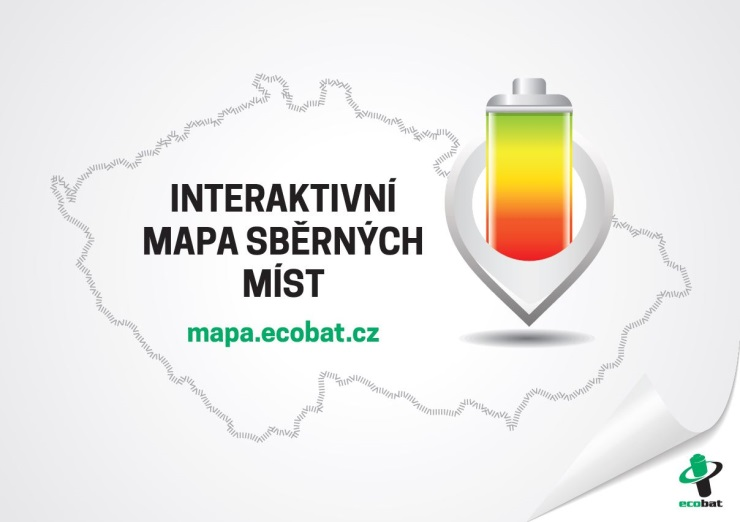 INTERAKTIVNÍ
MAPA SBĚRNÝCH
MÍST
mapa.ecobat.cz
ecobat